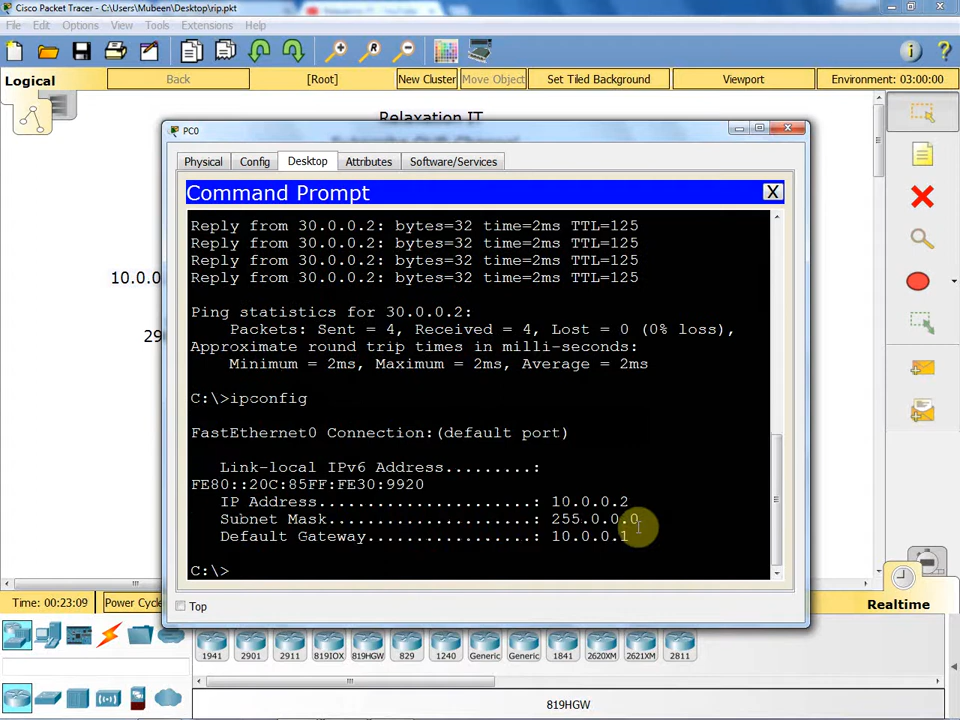 Cisco Packet Tracer - C:\Users\Mubeen\Desktop\rip.pkt
File Edit Options View Tools Extensions Help
Logical Back [Root] New Cluster Move Object Set Tiled Background Viewport Environment: 03:00:00
Relaxation IT
PC0
Physical Config Desktop Attributes Software/Services
Command Prompt X
Reply from 30.0.0.2: bytes=32 time=2ms TTL=125
Reply from 30.0.0.2: bytes=32 time=2ms TTL=125
Reply from 30.0.0.2: bytes=32 time=2ms TTL=125
Reply from 30.0.0.2: bytes=32 time=2ms TTL=125
10.0.0
Ping statistics for 30.0.0.2:
Packets: Sent = 4, Received = 4, Lost = 0 (0% loss),
29
Approximate round trip times in milli-seconds:
Minimum = 2ms, Maximum = 2ms, Average = 2ms
C:\>ipconfig
FastEthernet0 Connection:(default port)
Link-local IPv6 Address.........:
FE80::20C:85FF:FE30:9920
IP Address......................: 10.0.0.2
Subnet Mask.....................: 255.0.0.0
Default Gateway.................: 10.0.0.1
C:\>
Time: 00:23:09 Power Cycle
Top
Realtime
1941 2901 2911 819IOX 819HGW 829 1240 Generic Generic 1841 2620XM 2621XM 2811
819HGW